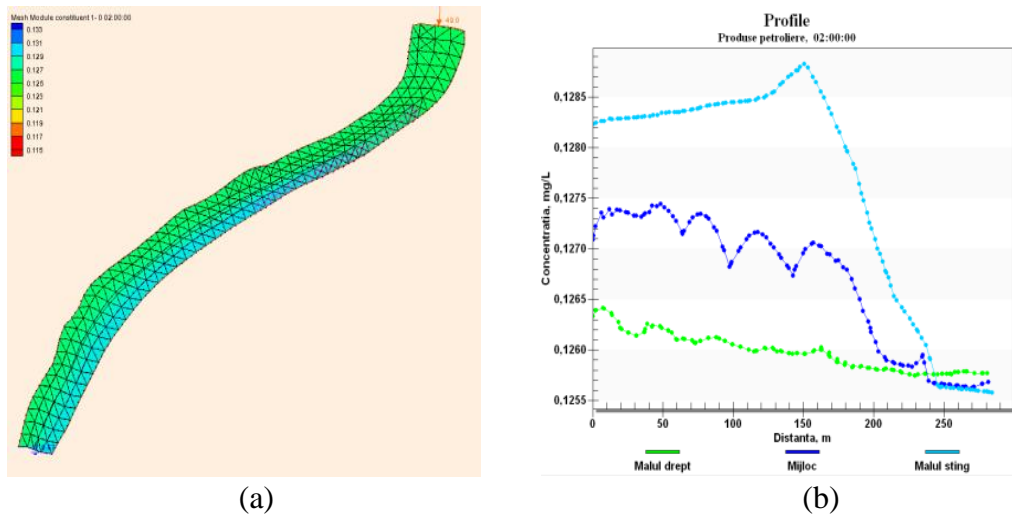 Mesh Module constituent 1- 0 02:00:00
0.133
0.131
0.129
0.127
0.125
0.123
0.121
0.119
0.117
0.115
40.0
(a)
Profile
Produse petroliere, 02:00:00
Concentratia, mg/L
0,1285
0,1280
0,1275
0,1270
0,1265
0,1260
0,1255
0 50 100 150 200 250
Distanta, m
Malul drept Mijloc Malul sting
(b)